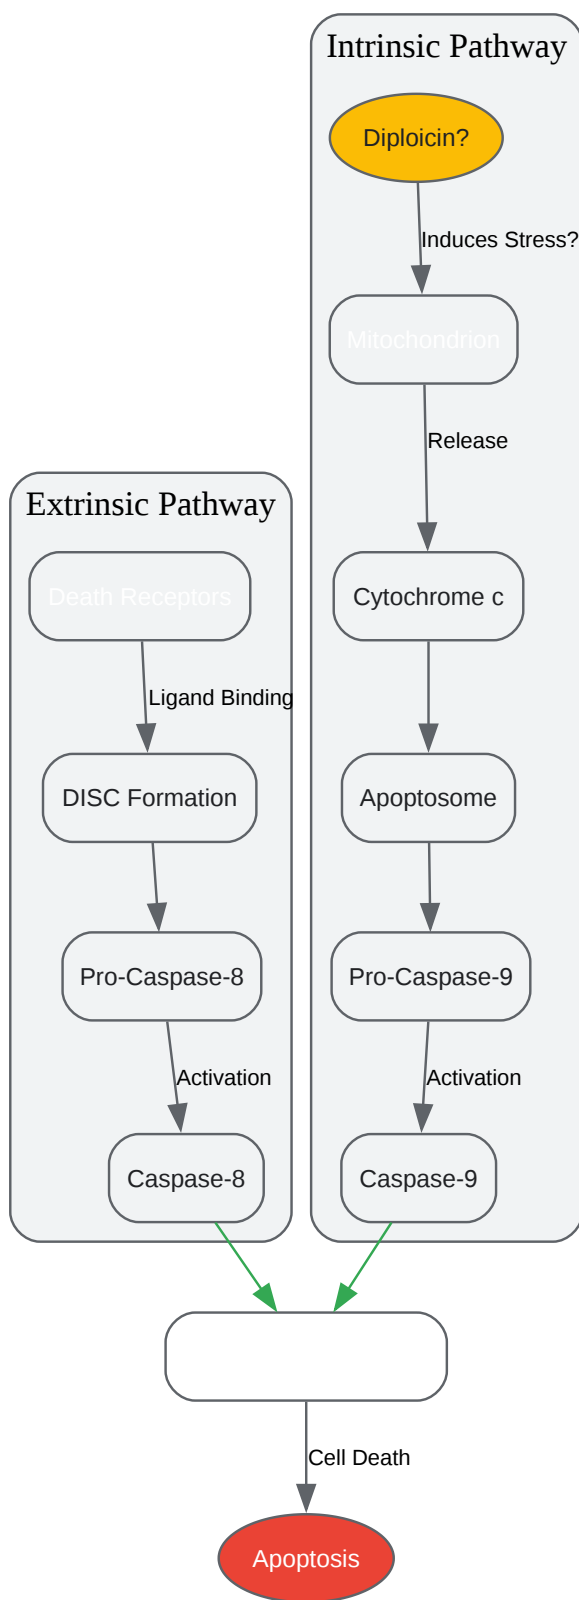 Intrinsic Pathway
Diploicin?
Induces Stress?
Mitochondrion
Release
Cytochrome c
Apoptosome
Pro-Caspase-9
Activation
Caspase-9
Extrinsic Pathway
Death Receptors
Ligand Binding
DISC Formation
Pro-Caspase-8
Activation
Caspase-8
Cell Death
Apoptosis